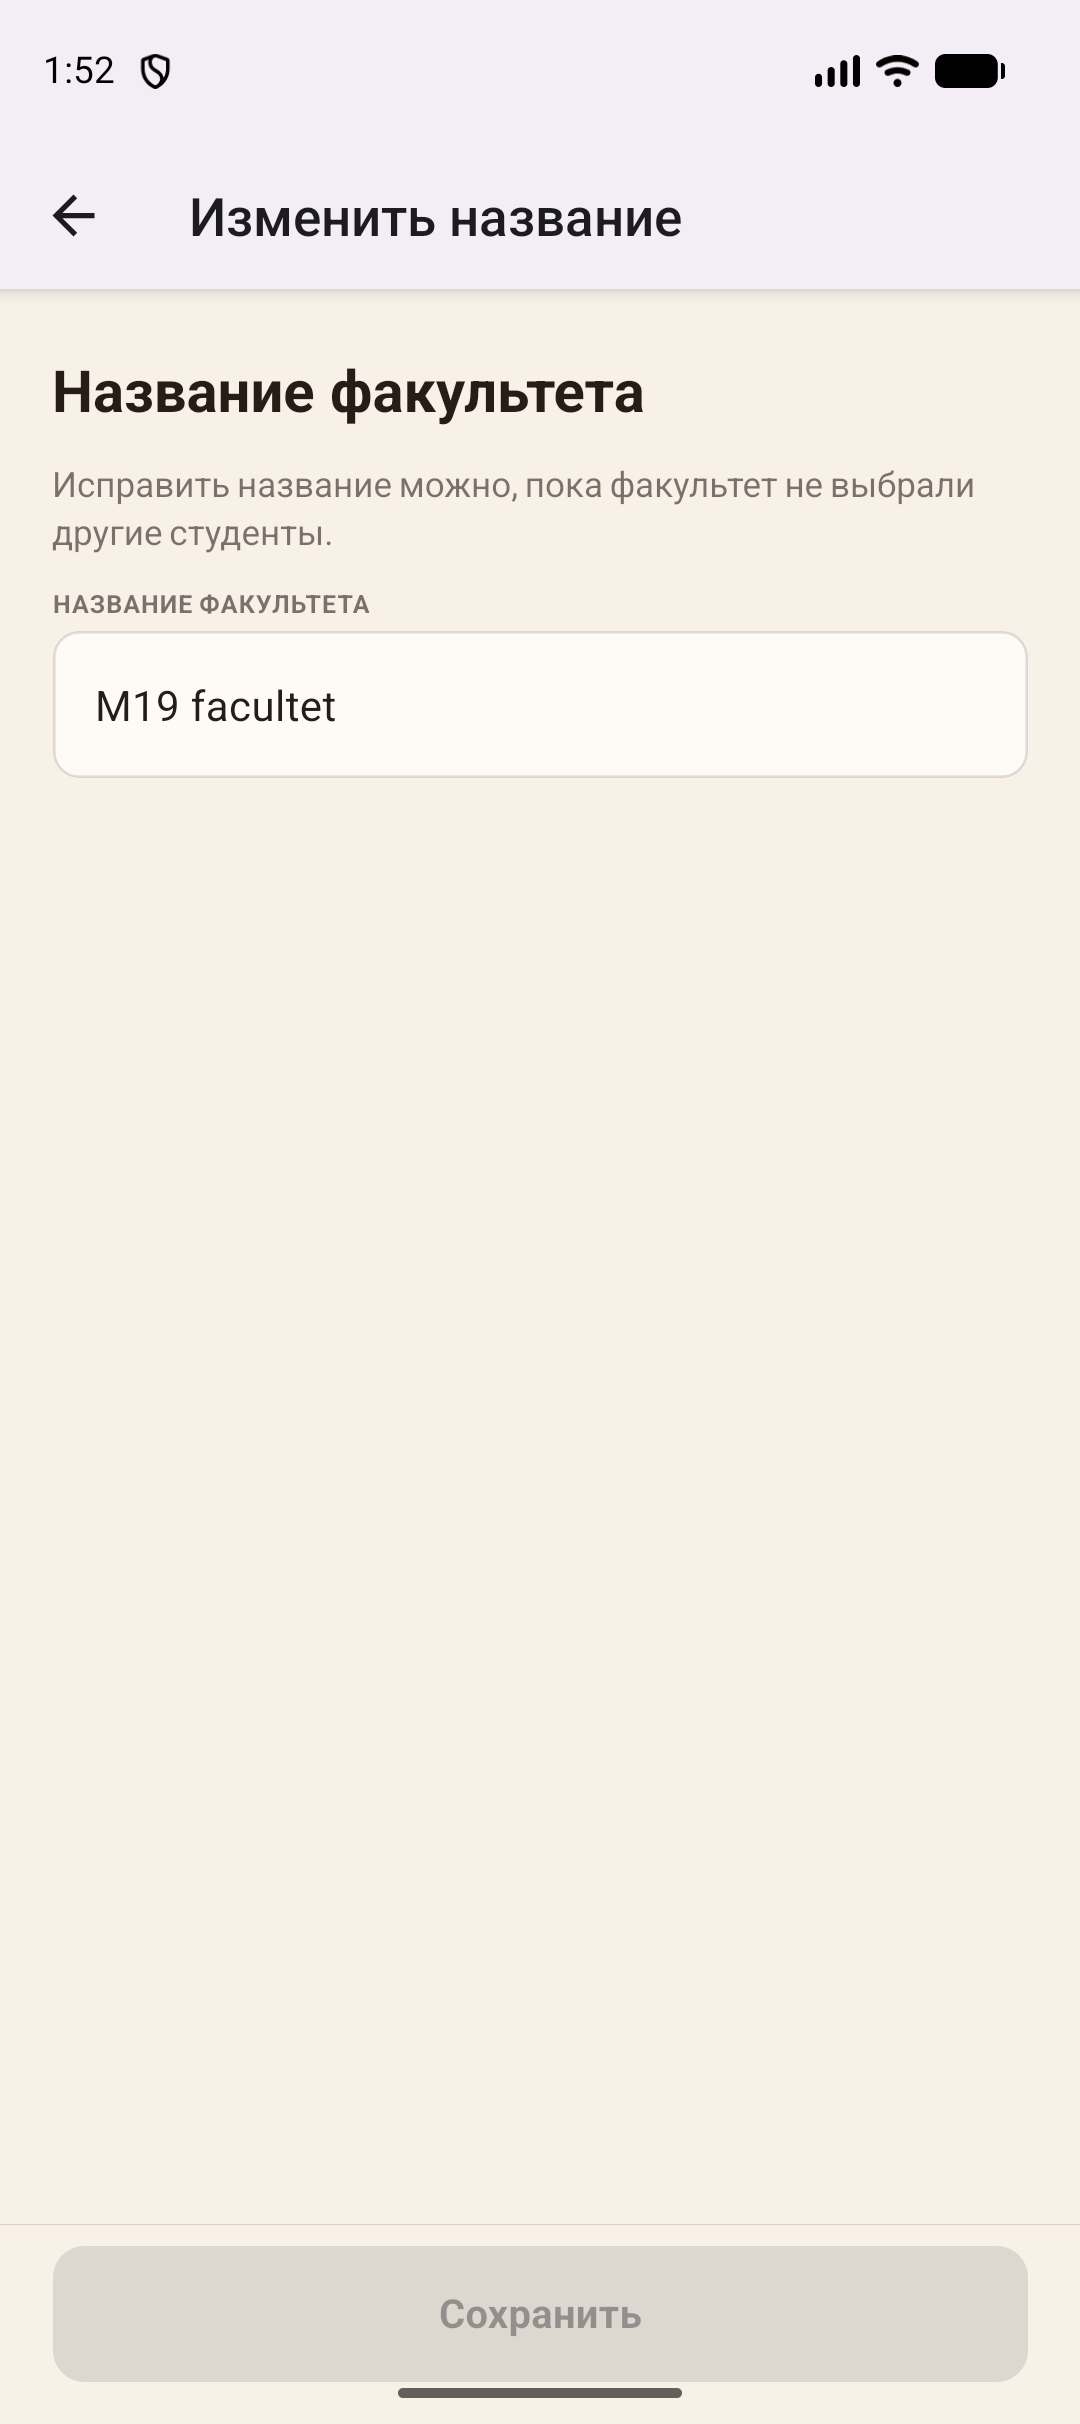 1:52
Изменить название
Название факультета
Исправить название можно, пока факультет не выбрали
другие студенты.
НАЗВАНИЕ ФАКУЛЬТЕТА
M19 facultet
Сохранить